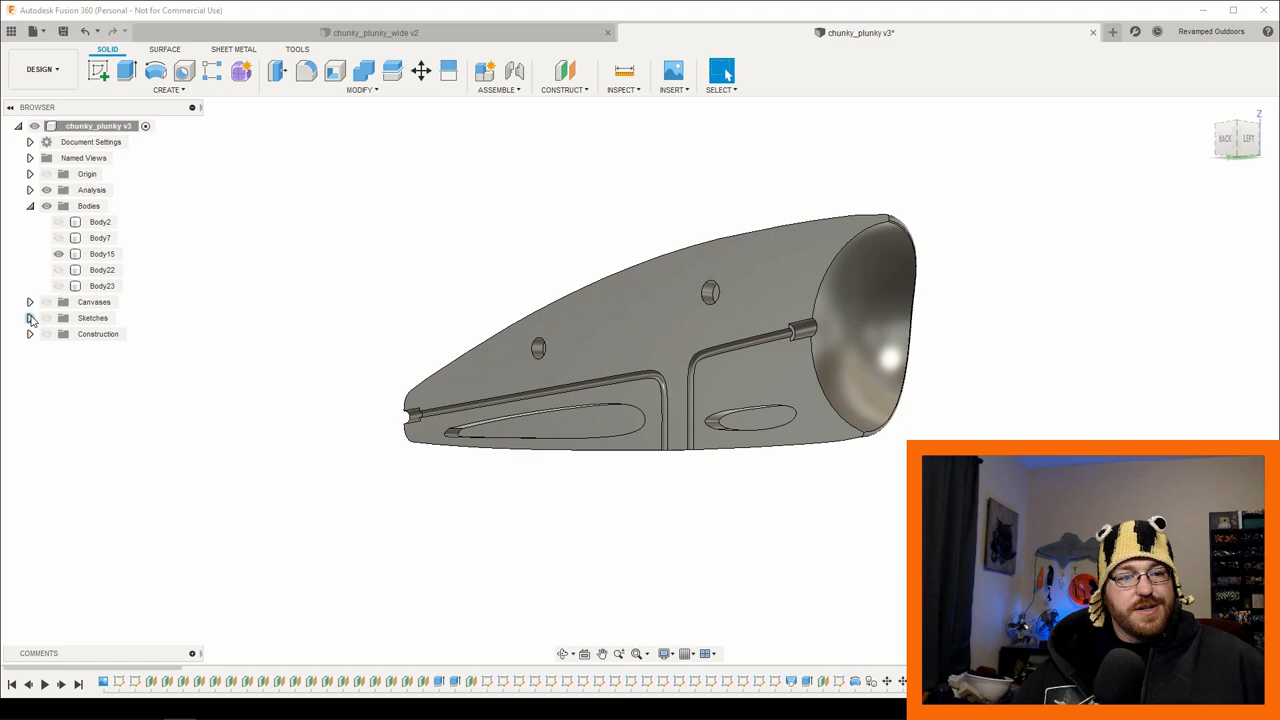 Autodesk Fusion 360 (Personal - Not for Commercial Use)
chunky_plunky_wide v2
chunky_plunky v3*
Revamped Outdoors
DESIGN
SOLID
SURFACE
SHEET METAL
TOOLS
CREATE
MODIFY
ASSEMBLE
CONSTRUCT
INSPECT
INSERT
SELECT
BROWSER
chunky_plunky v3
Document Settings
Named Views
Origin
Analysis
Bodies
Body2
Body7
Body15
Body22
Body23
Canvases
Sketches
Construction
Z
BACK
LEFT
COMMENTS